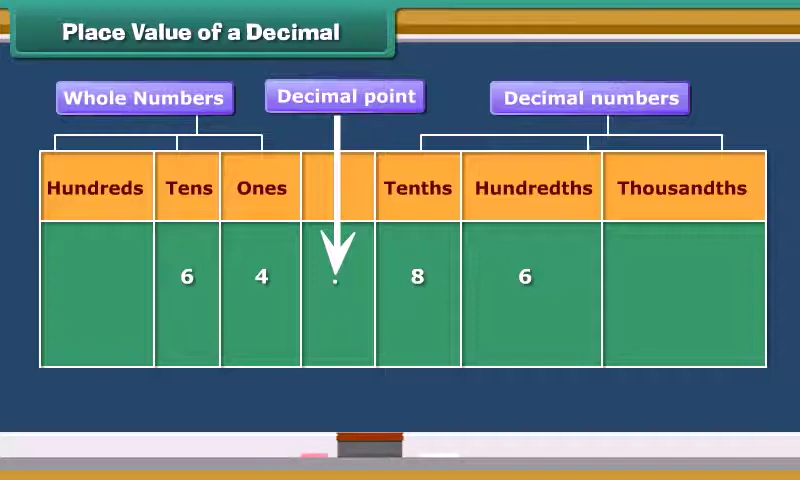 Place Value of a Decimal
Whole Numbers Decimal point Decimal numbers
Hundreds Tens Ones Tenths Hundredths Thousandths
6 4 . 8 6